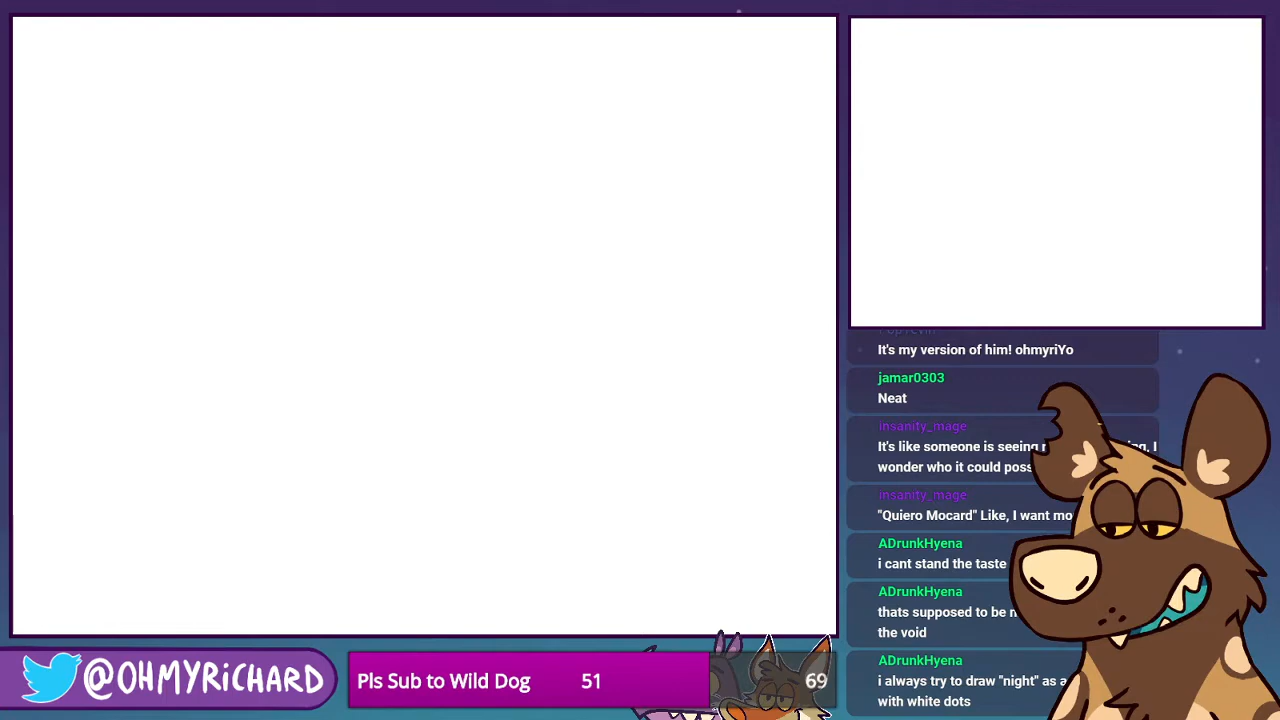 It's my version of him! ohmyriYo
jamar0303
Neat
insanity_mage
It's like someone is seeing
wonder who it could
insanity_mage
"Quiero Mocard" Like, I want
ADrunkHyena
i cant stand the taste
ADrunkHyena
thats supposed to be
the void
ADrunkHyena
i always try to draw "night" as a
with white dots
@OHMYRiCHARD
Pls Sub to Wild Dog 51 69